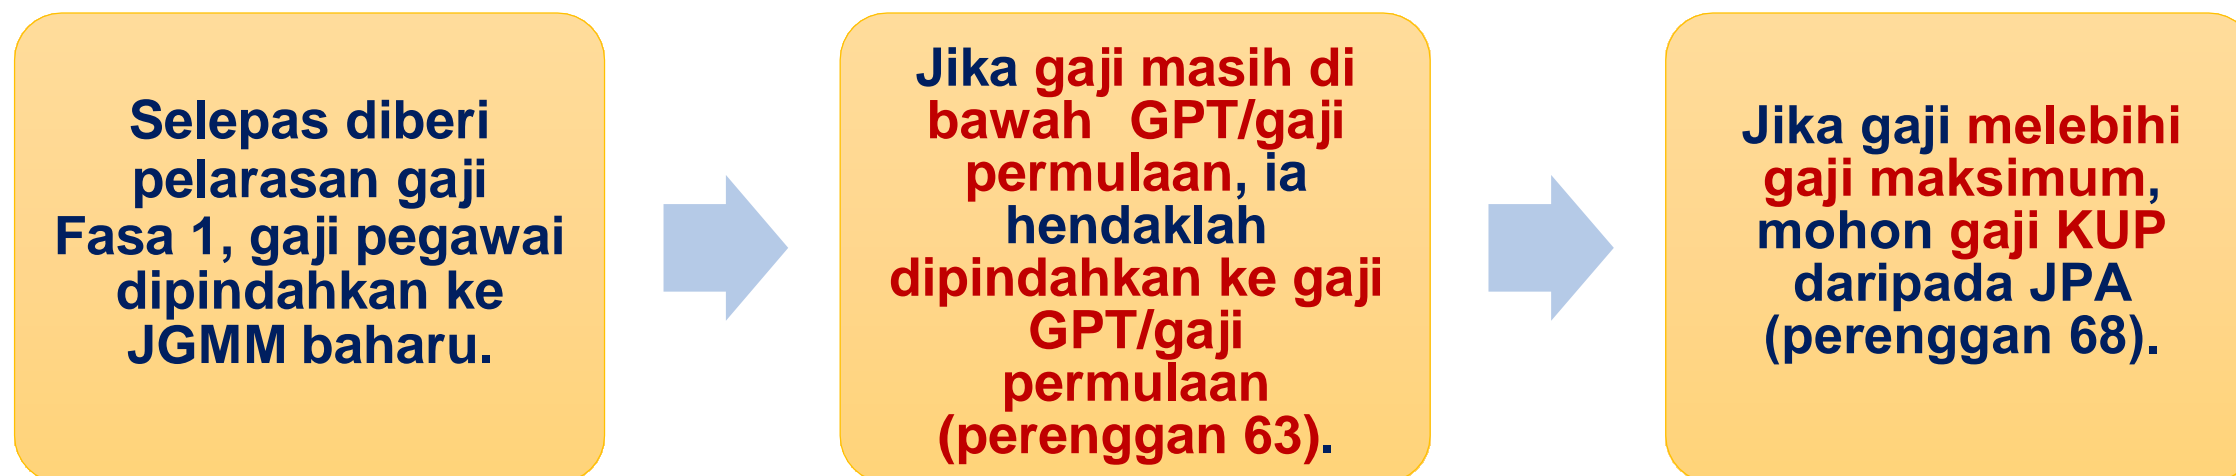 Selepas diberi
pelarasan gaji
Fasa 1, gaji pegawai
dipindahkan ke
JGMM baharu.
Jika gaji masih di
bawah GPT/gaji
permulaan, ia
hendaklah
dipindahkan ke gaji
GPT/gaji
permulaan
(perenggan 63).
Jika gaji melebihi
gaji maksimum,
mohon gaji KUP
daripada JPA
(perenggan 68).